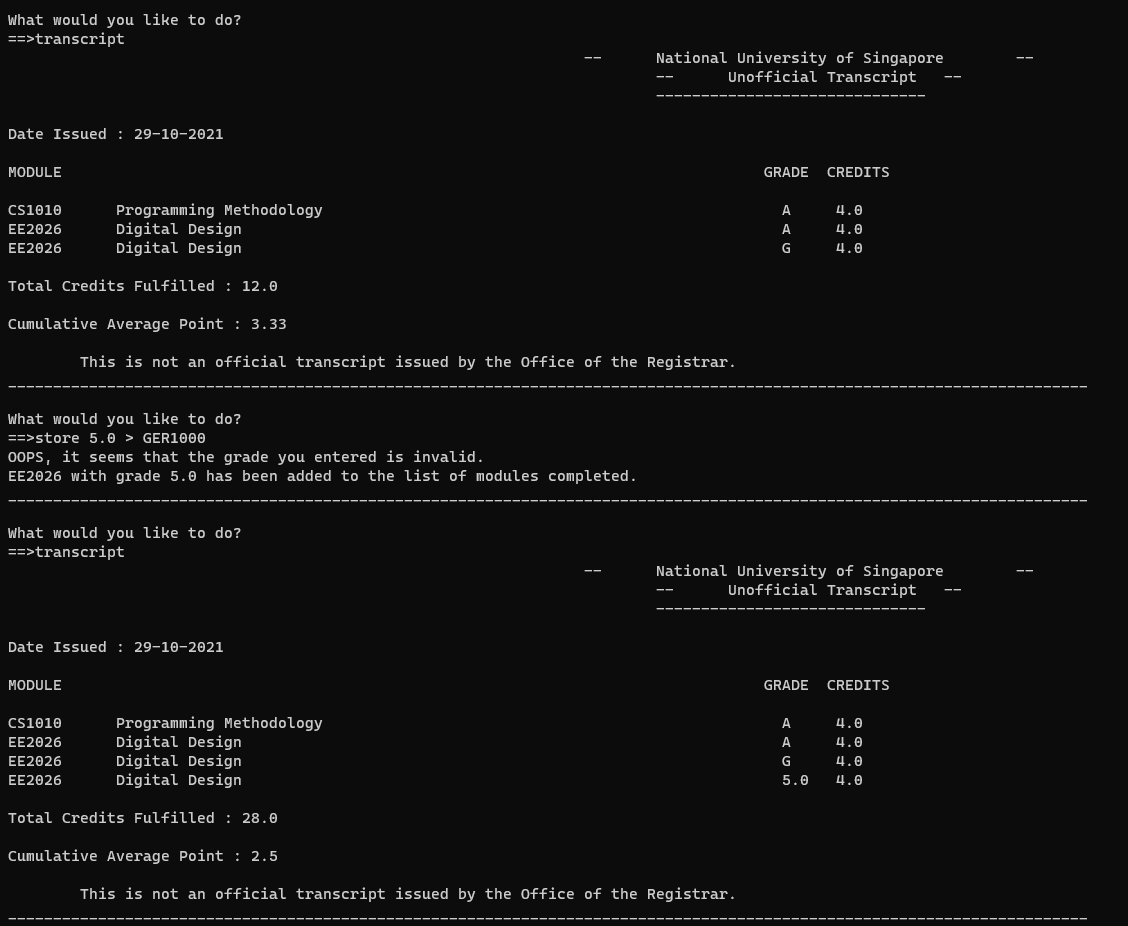 What would you like to do?
==>transcript
-- National University of Singapore --
-- Unofficial Transcript --
------------------------------
Date Issued : 29-10-2021
MODULE GRADE CREDITS
CS1010 Programming Methodology A 4.0
EE2026 Digital Design A 4.0
EE2026 Digital Design G 4.0
Total Credits Fulfilled : 12.0
Cumulative Average Point : 3.33
This is not an official transcript issued by the Office of the Registrar.
------------------------------------------------------------------------------------------------------------------------
What would you like to do?
==>store 5.0 > GER1000
OOPS, it seems that the grade you entered is invalid.
EE2026 with grade 5.0 has been added to the list of modules completed.
------------------------------------------------------------------------------------------------------------------------
What would you like to do?
==>transcript
-- National University of Singapore --
-- Unofficial Transcript --
------------------------------
Date Issued : 29-10-2021
MODULE GRADE CREDITS
CS1010 Programming Methodology A 4.0
EE2026 Digital Design A 4.0
EE2026 Digital Design G 4.0
EE2026 Digital Design 5.0 4.0
Total Credits Fulfilled : 28.0
Cumulative Average Point : 2.5
This is not an official transcript issued by the Office of the Registrar.
------------------------------------------------------------------------------------------------------------------------